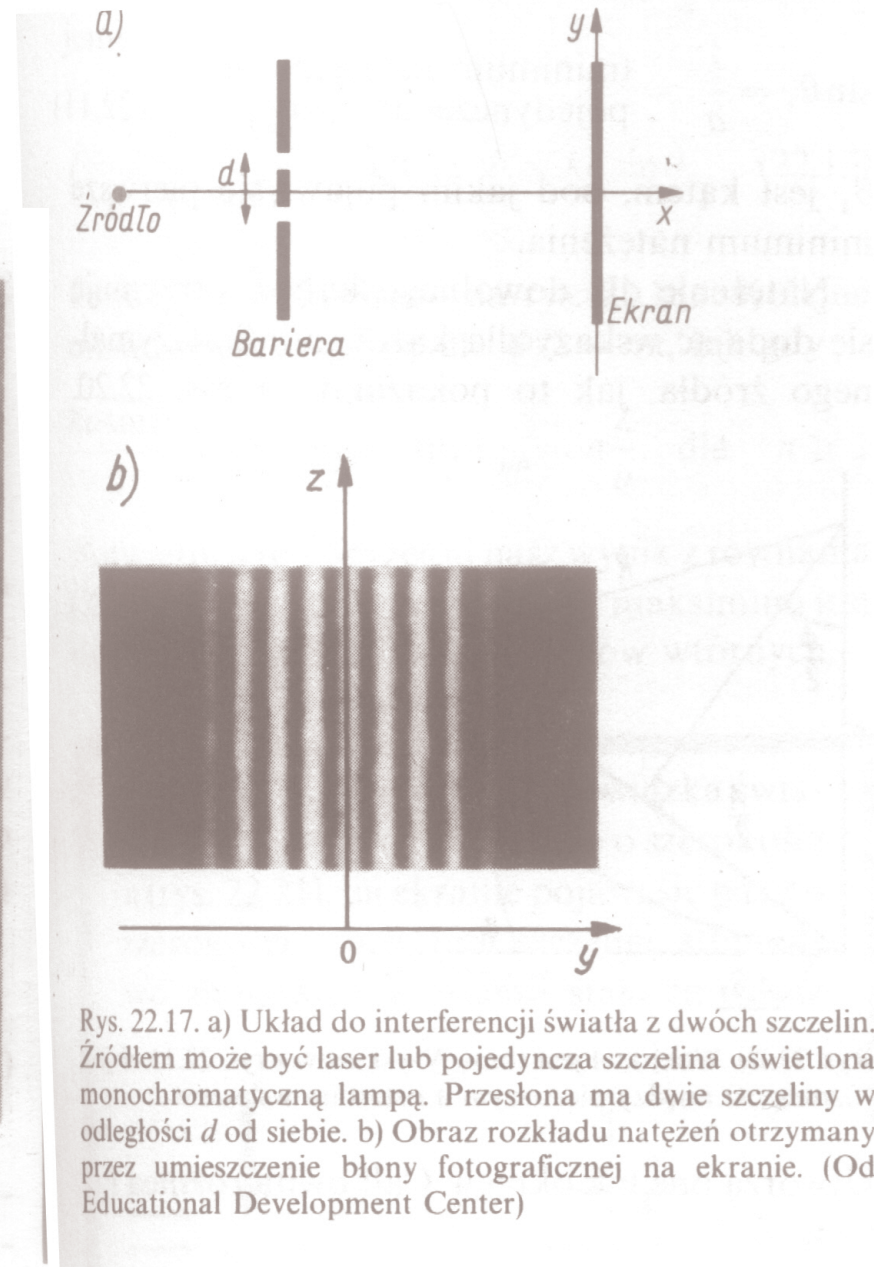 a)
y
d
Źródło
x
Bariera
Ekran
b)
z
0
y
Rys. 22.17. a) Układ do interferencji światła z dwóch szczelin.
Źródłem może być laser lub pojedyncza szczelina oświetlona
monochromatyczną lampą. Przesłona ma dwie szczeliny w
odległości d od siebie. b) Obraz rozkładu natężeń otrzymany
przez umieszczenie błony fotograficznej na ekranie. (Od
Educational Development Center)